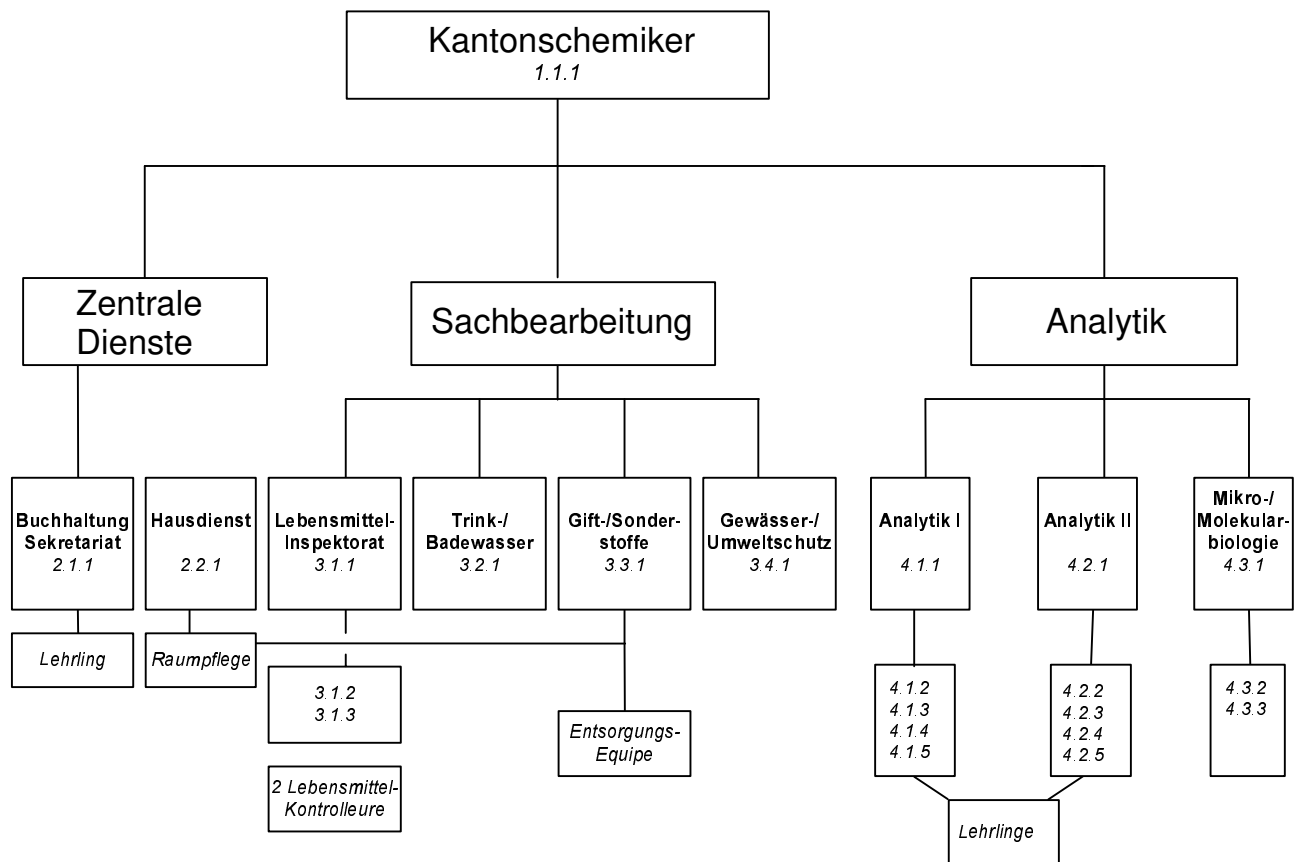 Kantonschemiker
1.1.1
Zentrale
Dienste
Sachbearbeitung
Analytik
Buchhaltung
Sekretariat
2.1.1
Hausdienst
2.2.1
Lebensmittel-
Inspektorat
3.1.1
Trink-/
Badewasser
3.2.1
Gift-/Sonder-
stoffe
3.3.1
Gewässer-/
Umweltschutz
3.4.1
Analytik I
4.1.1
Analytik II
4.2.1
Mikro-/
Molekular-
biologie
4.3.1
Lehrling
Raumpflege
3.1.2
3.1.3
2 Lebensmittel-
Kontrolleure
Entsorgungs-
Equipe
4.1.2
4.1.3
4.1.4
4.1.5
4.2.2
4.2.3
4.2.4
4.2.5
4.3.2
4.3.3
Lehrlinge